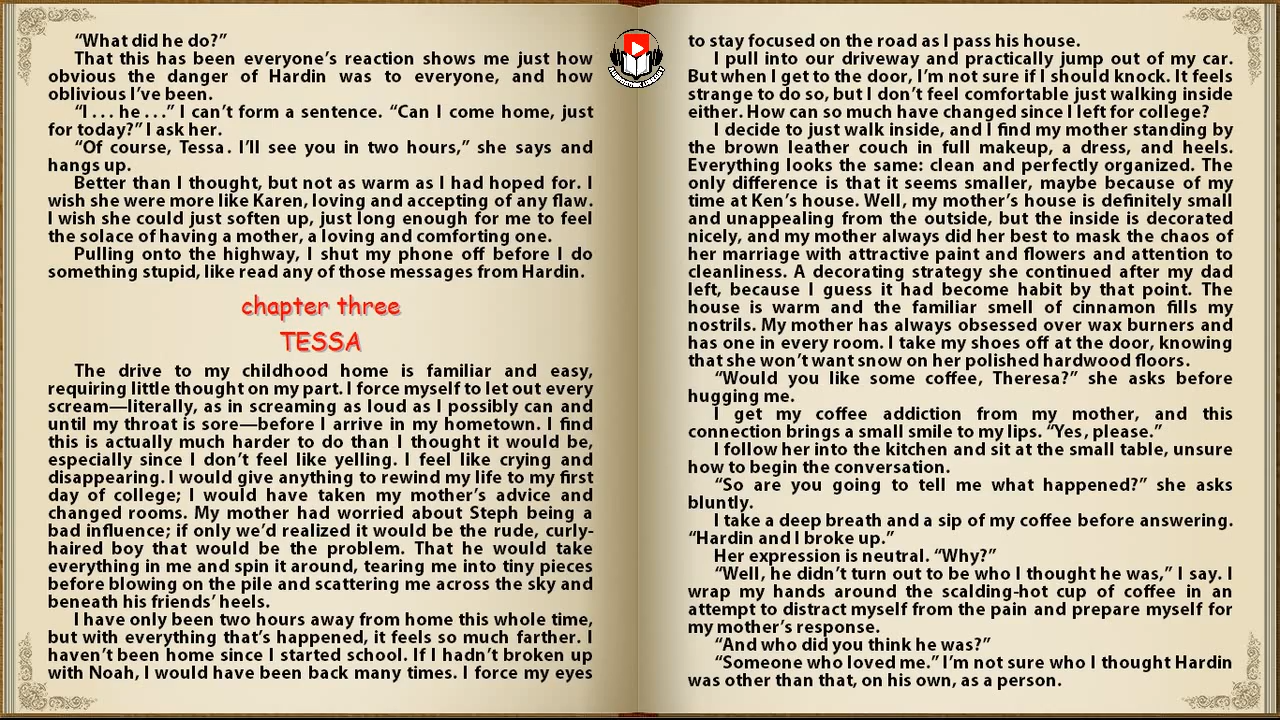 “What did he do?”
That this has been everyone’s reaction shows me just how
obvious the danger of Hardin was to everyone, and how
oblivious I’ve been.
“I . . . he . . .” I can’t form a sentence. “Can I come home, just
for today?” I ask her.
“Of course, Tessa. I’ll see you in two hours,” she says and
hangs up.
Better than I thought, but not as warm as I had hoped for. I
wish she were more like Karen, loving and accepting of any flaw.
I wish she could just soften up, just long enough for me to feel
the solace of having a mother, a loving and comforting one.
Pulling onto the highway, I shut my phone off before I do
something stupid, like read any of those messages from Hardin.
chapter three
TESSA
The drive to my childhood home is familiar and easy,
requiring little thought on my part. I force myself to let out every
scream—literally, as in screaming as loud as I possibly can and
until my throat is sore—before I arrive in my hometown. I find
this is actually much harder to do than I thought it would be,
especially since I don’t feel like yelling. I feel like crying and
disappearing. I would give anything to rewind my life to my first
day of college; I would have taken my mother’s advice and
changed rooms. My mother had worried about Steph being a
bad influence; if only we’d realized it would be the rude, curly-
haired boy that would be the problem. That he would take
everything in me and spin it around, tearing me into tiny pieces
before blowing on the pile and scattering me across the sky and
beneath his friends’ heels.
I have only been two hours away from home this whole time,
but with everything that’s happened, it feels so much farther. I
haven’t been home since I started school. If I hadn’t broken up
with Noah, I would have been back many times. I force my eyes
to stay focused on the road as I pass his house.
I pull into our driveway and practically jump out of my car.
But when I get to the door, I’m not sure if I should knock. It feels
strange to do so, but I don’t feel comfortable just walking inside
either. How can so much have changed since I left for college?
I decide to just walk inside, and I find my mother standing by
the brown leather couch in full makeup, a dress, and heels.
Everything looks the same: clean and perfectly organized. The
only difference is that it seems smaller, maybe because of my
time at Ken’s house. Well, my mother’s house is definitely small
and unappealing from the outside, but the inside is decorated
nicely, and my mother always did her best to mask the chaos of
her marriage with attractive paint and flowers and attention to
cleanliness. A decorating strategy she continued after my dad
left, because I guess it had become habit by that point. The
house is warm and the familiar smell of cinnamon fills my
nostrils. My mother has always obsessed over wax burners and
has one in every room. I take my shoes off at the door, knowing
that she won’t want snow on her polished hardwood floors.
“Would you like some coffee, Theresa?” she asks before
hugging me.
I get my coffee addiction from my mother, and this
connection brings a small smile to my lips. “Yes, please.”
I follow her into the kitchen and sit at the small table, unsure
how to begin the conversation.
“So are you going to tell me what happened?” she asks
bluntly.
I take a deep breath and a sip of my coffee before answering.
“Hardin and I broke up.”
Her expression is neutral. “Why?”
“Well, he didn’t turn out to be who I thought he was,” I say. I
wrap my hands around the scalding-hot cup of coffee in an
attempt to distract myself from the pain and prepare myself for
my mother’s response.
“And who did you think he was?”
“Someone who loved me.” I’m not sure who I thought Hardin
was other than that, on his own, as a person.